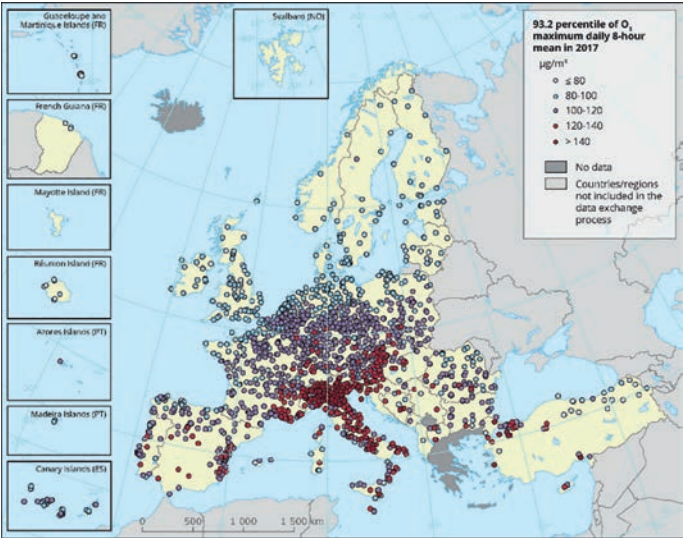 Guadeloupe and
Martinique Islands (FR)
Svalbard (NO)
French Guiana (FR)
Mayotte Island (FR)
Réunion Island (FR)
Azores Islands (PT)
Madeira Islands (PT)
Canary Islands (ES)
93.2 percentile of O₃
maximum daily 8-hour
mean in 2017
µg/m³
≤ 80
80-100
100-120
120-140
> 140
No data
Countries/regions
not included in the
data exchange
process
0 500 1 000 1 500 km